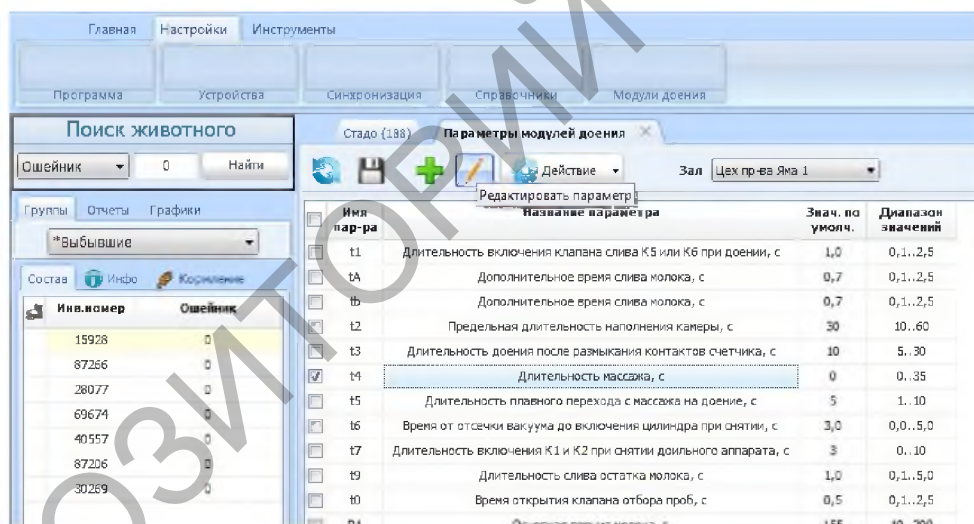 Главная Настройки Инструменты
Программа Устройства Синхронизация Справочники Модули доения
Поиск животного
Ошейник 0 Найти
Группы Отчеты Графики
*Выбывшие
Состав Инфо Кормление
Инв.номер Ошейник
15928 0
87266 0
28077 0
69674 0
40557 0
87206 0
30269 0
Стадо (188) Параметры модулей доения
Действие Зал Цех пр-ва Яма 1
Редактировать параметр
Имя пар-ра Название параметра Знач. по умолч. Диапазон значений
t1 Длительность включения клапана слива К5 или К6 при доении, с 1,0 0,1..2,5
tA Дополнительное время слива молока, с 0,7 0,1..2,5
tb Дополнительное время слива молока, с 0,7 0,1..2,5
t2 Предельная длительность наполнения камеры, с 30 10..60
t3 Длительность доения после размыкания контактов счетчика, с 10 5..30
t4 Длительность массажа, с 0 0..35
t5 Длительность плавного перехода с массажа на доение, с 5 1..10
t6 Время от отсечки вакуума до включения цилиндра при снятии, с 3,0 0,0..5,0
t7 Длительность включения К1 и К2 при снятии доильного аппарата, с 3 0..10
t9 Длительность слива остатка молока, с 1,0 0,1..5,0
t0 Время открытия клапана отбора проб, с 0,5 0,1..2,5
ОЗИТОРИЙ